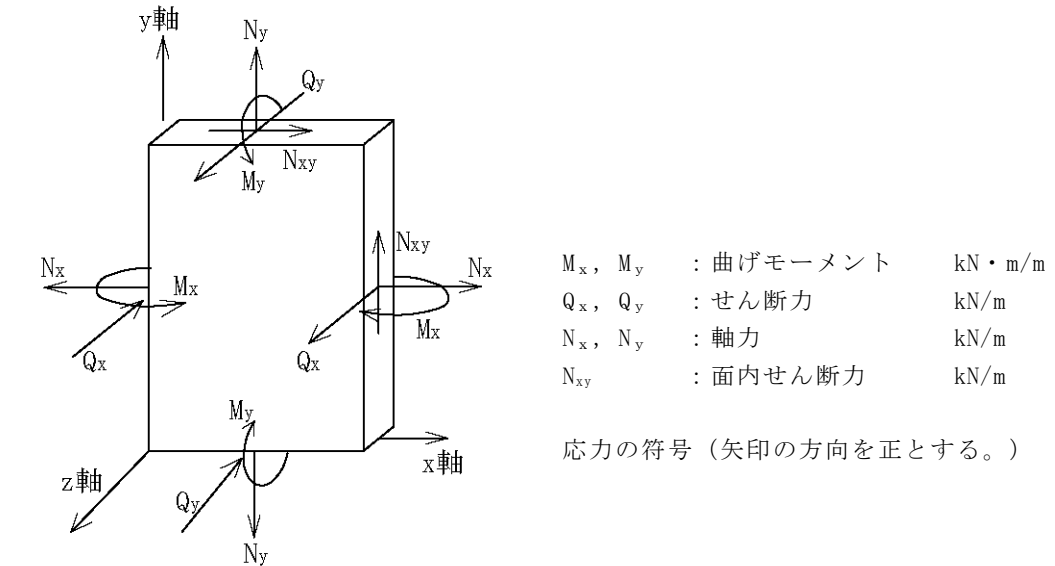 y軸
Ny
Qy
Nxy
My
Nxy
Nx
Mx
Nx
Qx
Qx
Mx
My
x軸
z軸
Qy
Ny
Mx, My :曲げモーメント kN・m/m
Qx, Qy :せん断力 kN/m
Nx, Ny :軸力 kN/m
Nxy :面内せん断力 kN/m
応力の符号(矢印の方向を正とする。)